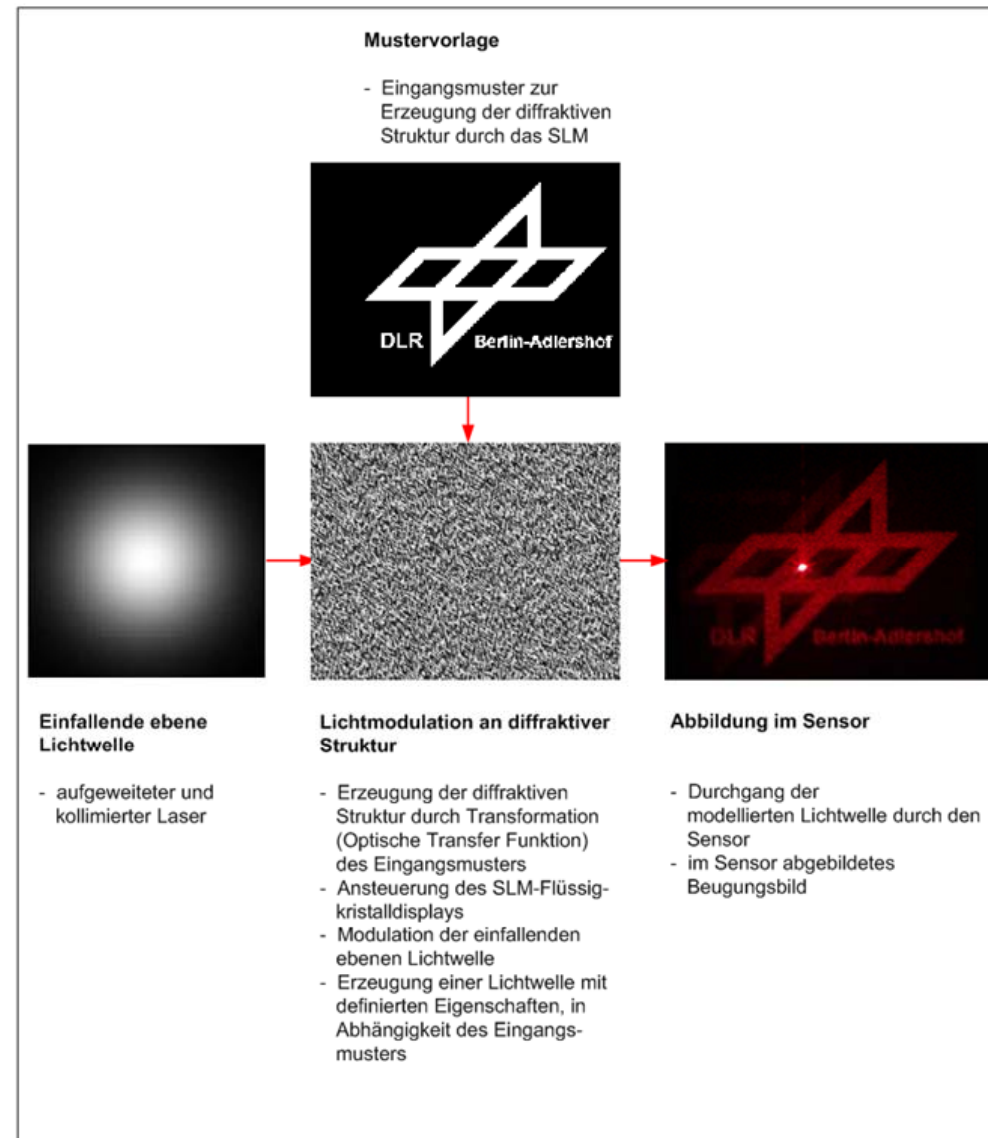 Mustervorlage
- Eingangsmuster zur
Erzeugung der diffraktiven
Struktur durch das SLM
DLR Berlin-Adlershof
DLR Berlin-Adlershof
Einfallende ebene
Lichtwelle
- aufgeweiteter und
kollimierter Laser
Lichtmodulation an diffraktiver
Struktur
- Erzeugung der diffraktiven
Struktur durch Transformation
(Optische Transfer Funktion)
des Eingangsmusters
- Ansteuerung des SLM-Flüssig-
kristalldisplays
- Modulation der einfallenden
ebenen Lichtwelle
- Erzeugung einer Lichtwelle mit
definierten Eigenschaften, in
Abhängigkeit des Eingangs-
musters
Abbildung im Sensor
- Durchgang der
modellierten Lichtwelle durch den
Sensor
- im Sensor abgebildetes
Beugungsbild